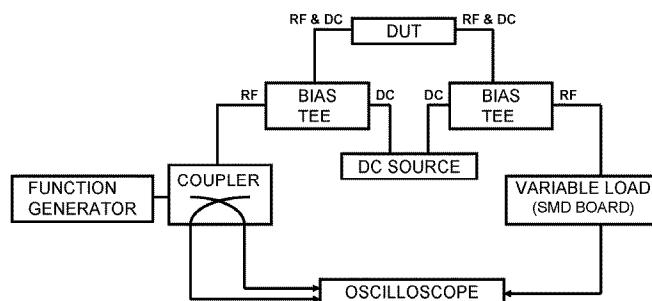 RF & DC
DUT
RF & DC
RF
BIAS
TEE
DC
DC
BIAS
TEE
RF
DC SOURCE
FUNCTION
GENERATOR
COUPLER
VARIABLE LOAD
(SMD BOARD)
OSCILLOSCOPE